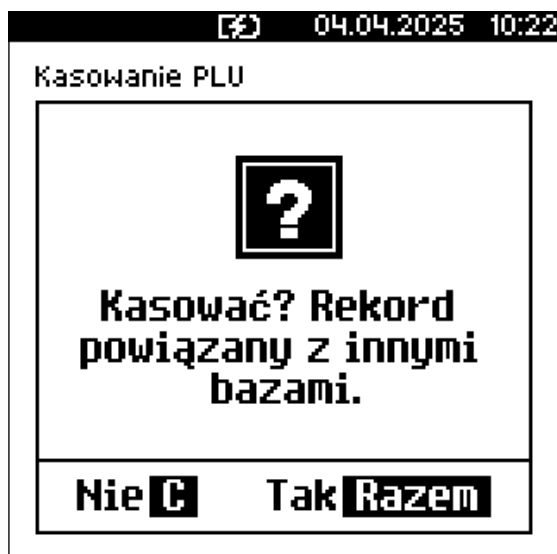 04.04.2025 10:22
Kasowanie PLU
?
Kasować? Rekord
powiązany z innymi
bazami.
Nie C Tak Razem